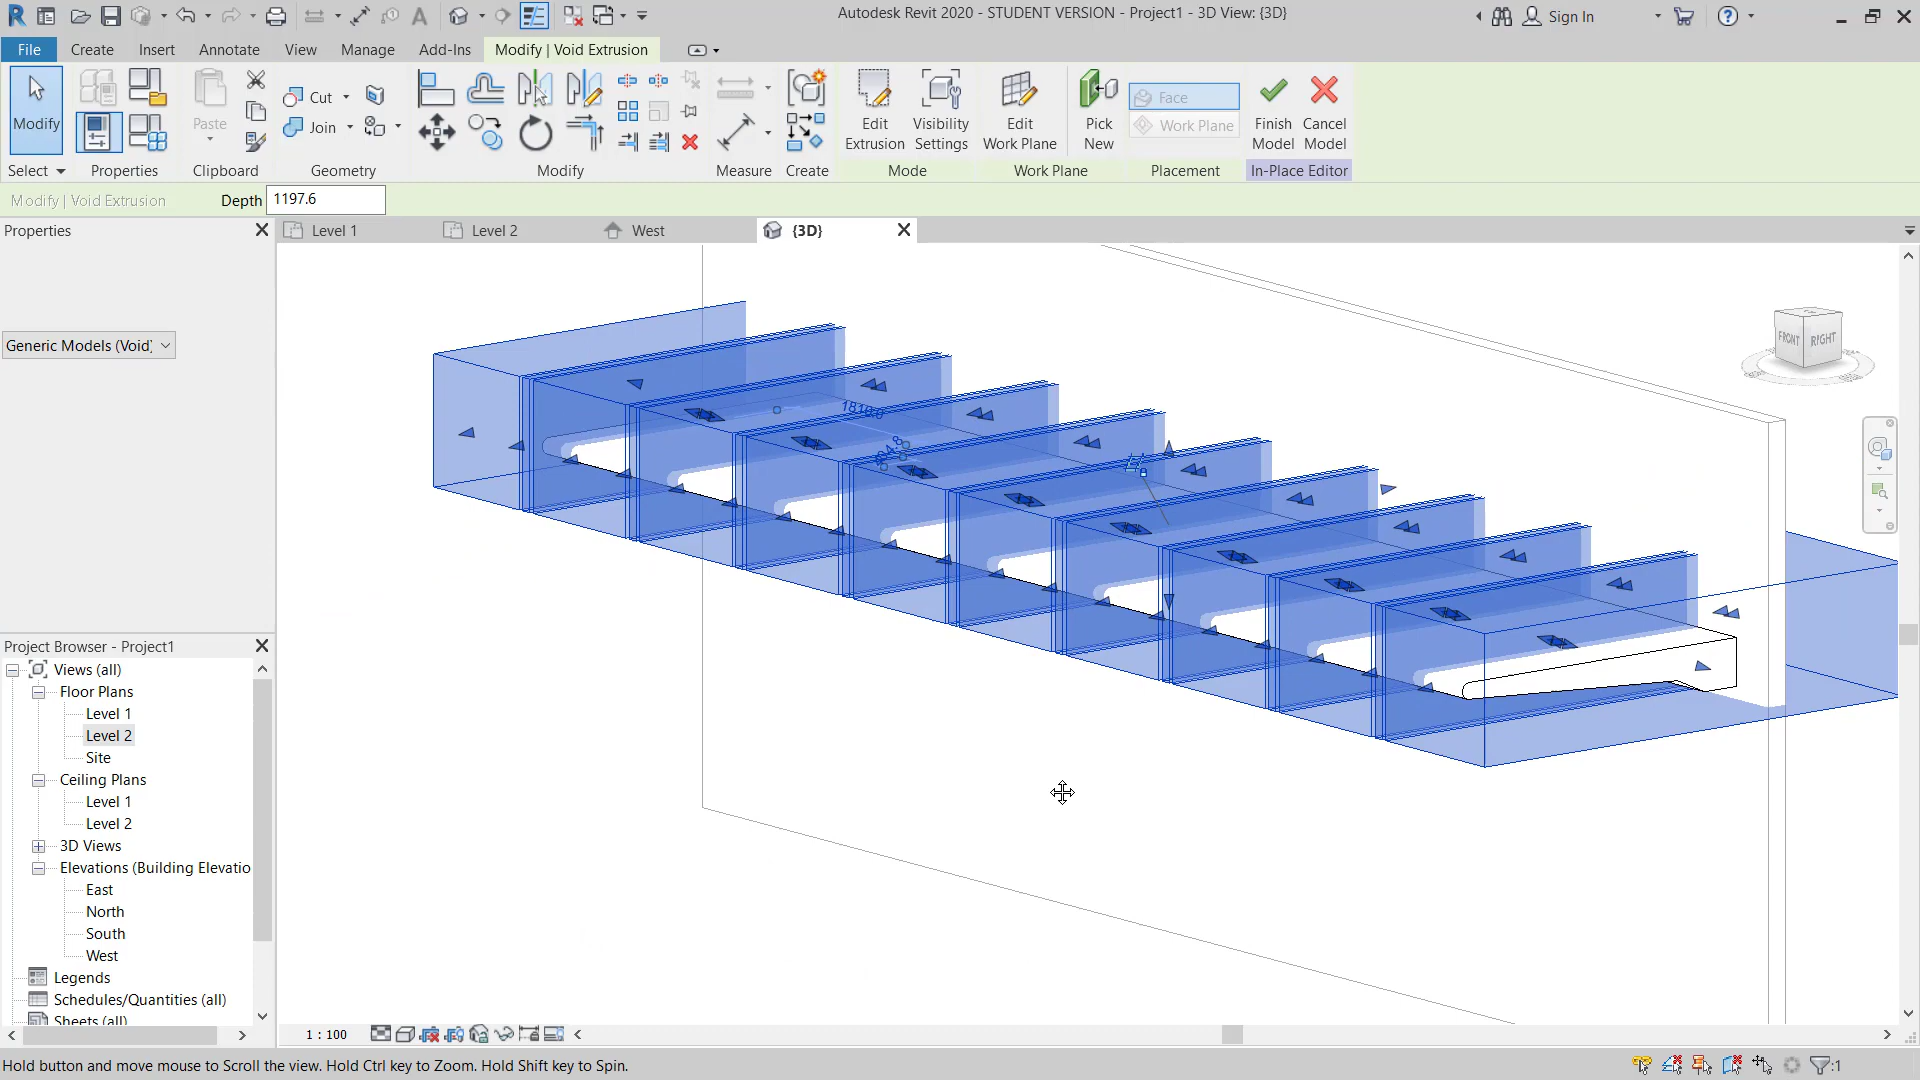 Autodesk Revit 2020 - STUDENT VERSION - Project1 - 3D View: {3D}
Sign In
File
Create
Insert
Annotate
View
Manage
Add-Ins
Modify | Void Extrusion
Modify
Paste
Cut
Join
Edit
Extrusion
Visibility
Settings
Edit
Work Plane
Pick
New
Face
Work Plane
Finish
Model
Cancel
Model
Select
Properties
Clipboard
Geometry
Modify
Measure
Create
Mode
Work Plane
Placement
In-Place Editor
Modify | Void Extrusion
Depth
1197.6
Properties
Level 1
Level 2
West
{3D}
Generic Models (Void)
FRONT
RIGHT
Project Browser - Project1
Views (all)
Floor Plans
Level 1
Level 2
Site
Ceiling Plans
Level 1
Level 2
3D Views
Elevations (Building Elevatio
East
North
South
West
Legends
Schedules/Quantities (all)
Sheets (all)
1 : 100
Hold button and move mouse to Scroll the view. Hold Ctrl key to Zoom. Hold Shift key to Spin.
:1